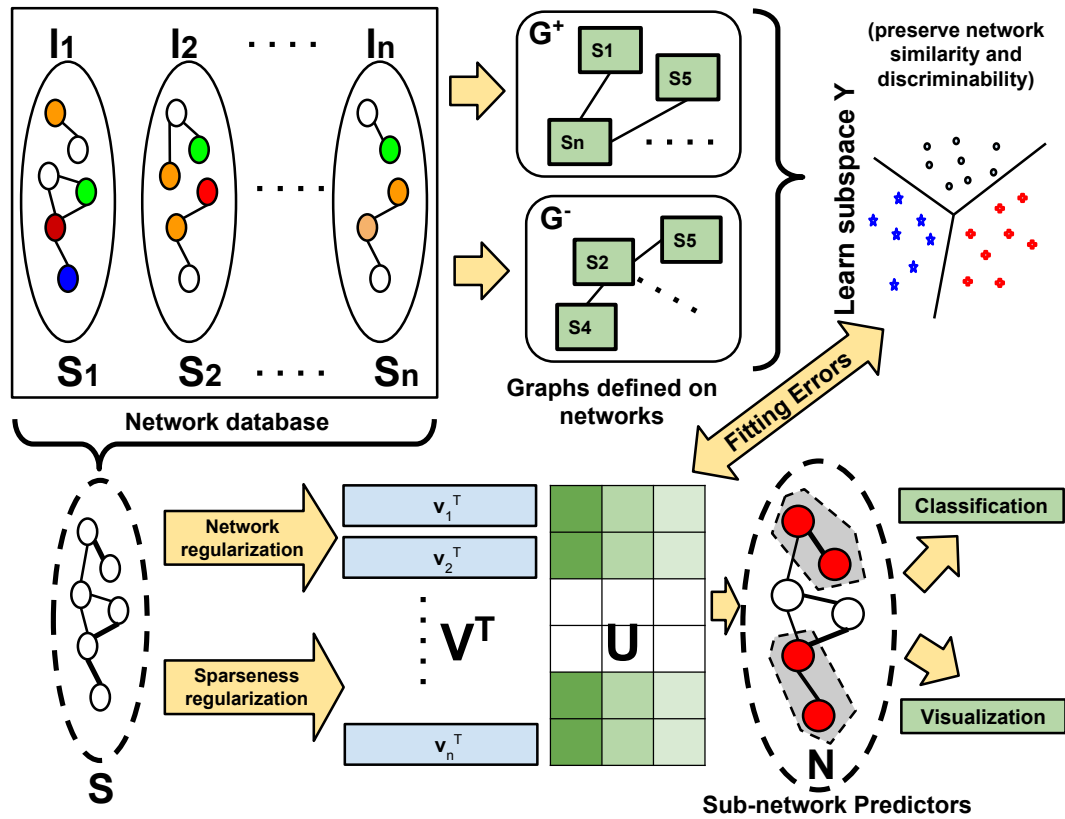 I1 I2 · · · · In
S1 S2 · · · · Sn
Network database
G+
S1
S5
Sn
· · · · ·
G-
S5
S2
S4
Graphs defined on
networks
Learn subspace Y
(preserve network
similarity and
discriminability)
Fitting Errors
S
Network
regularization
Sparseness
regularization
v1T
v2T
vnT
VT
U
N
Sub-network Predictors
Classification
Visualization